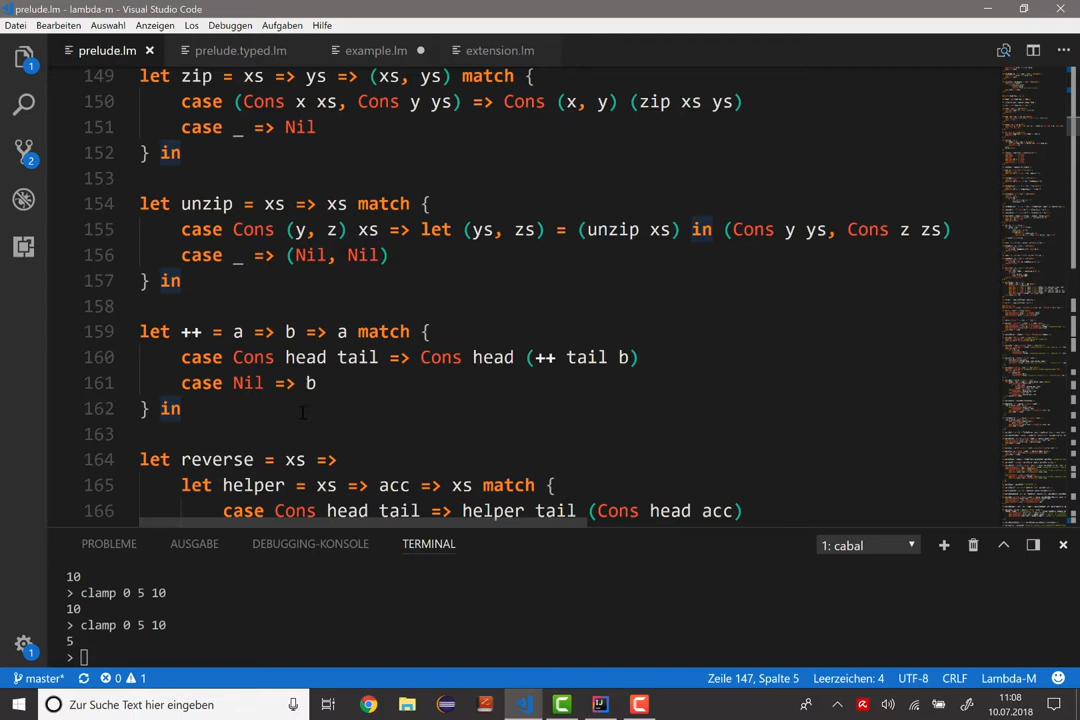 prelude.lm - lambda-m - Visual Studio Code
Datei Bearbeiten Auswahl Anzeigen Los Debuggen Aufgaben Hilfe
prelude.lm prelude.typed.lm example.lm extension.lm
149 let zip = xs => ys => (xs, ys) match {
150 case (Cons x xs, Cons y ys) => Cons (x, y) (zip xs ys)
151 case _ => Nil
152 } in
153
154 let unzip = xs => xs match {
155 case Cons (y, z) xs => let (ys, zs) = (unzip xs) in (Cons y ys, Cons z zs)
156 case _ => (Nil, Nil)
157 } in
158
159 let ++ = a => b => a match {
160 case Cons head tail => Cons head (++ tail b)
161 case Nil => b
162 } in
163
164 let reverse = xs =>
165 let helper = xs => acc => xs match {
166 case Cons head tail => helper tail (Cons head acc)
PROBLEME AUSGABE DEBUGGING-KONSOLE TERMINAL 1: cabal
10
> clamp 0 5 10
10
> clamp 0 5 10
5
>
1
2
1
master* 0 1 Zeile 147, Spalte 5 Leerzeichen: 4 UTF-8 CRLF Lambda-M
Zur Suche Text hier eingeben
11:08
10.07.2018